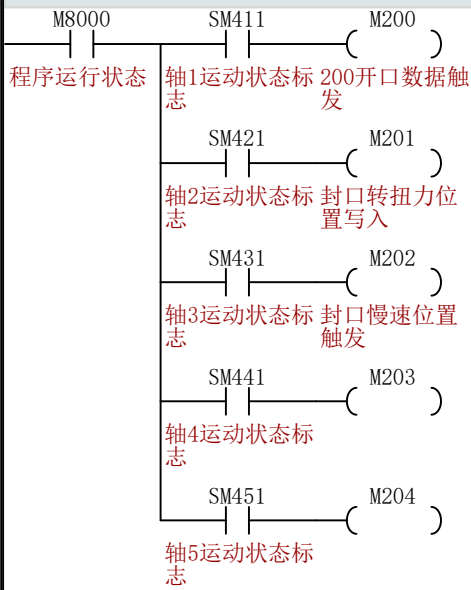 M8000 SM411 M200
程序运行状态 轴1运动状态标 200开口数据触
志 发
SM421 M201
轴2运动状态标 封口转扭力位
志 置写入
SM431 M202
轴3运动状态标 封口慢速位置
志 触发
SM441 M203
轴4运动状态标
志
SM451 M204
轴5运动状态标
志